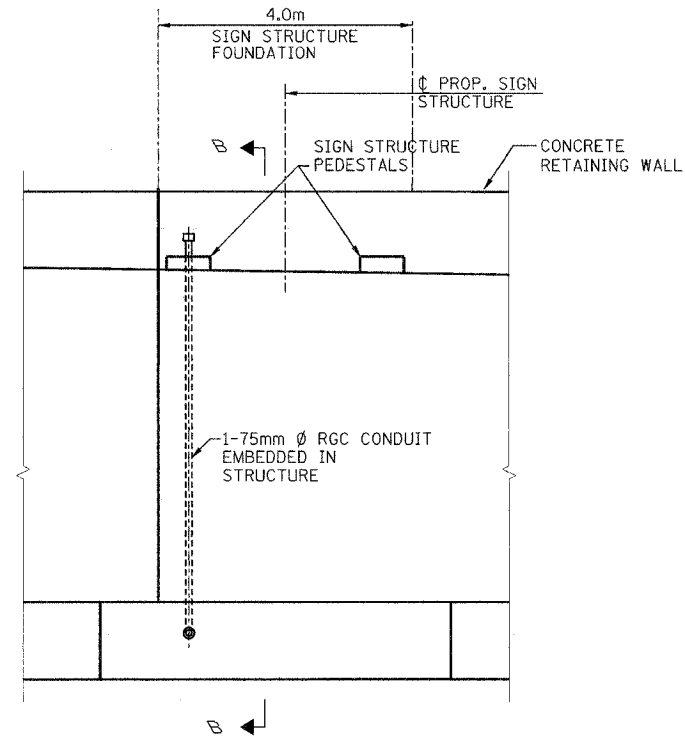 4.0m
SIGN STRUCTURE
FOUNDATION
℄ PROP. SIGN
STRUCTURE
B
SIGN STRUCTURE
PEDESTALS
CONCRETE
RETAINING WALL
1-75mm Ø RGC CONDUIT
EMBEDDED IN
STRUCTURE
B